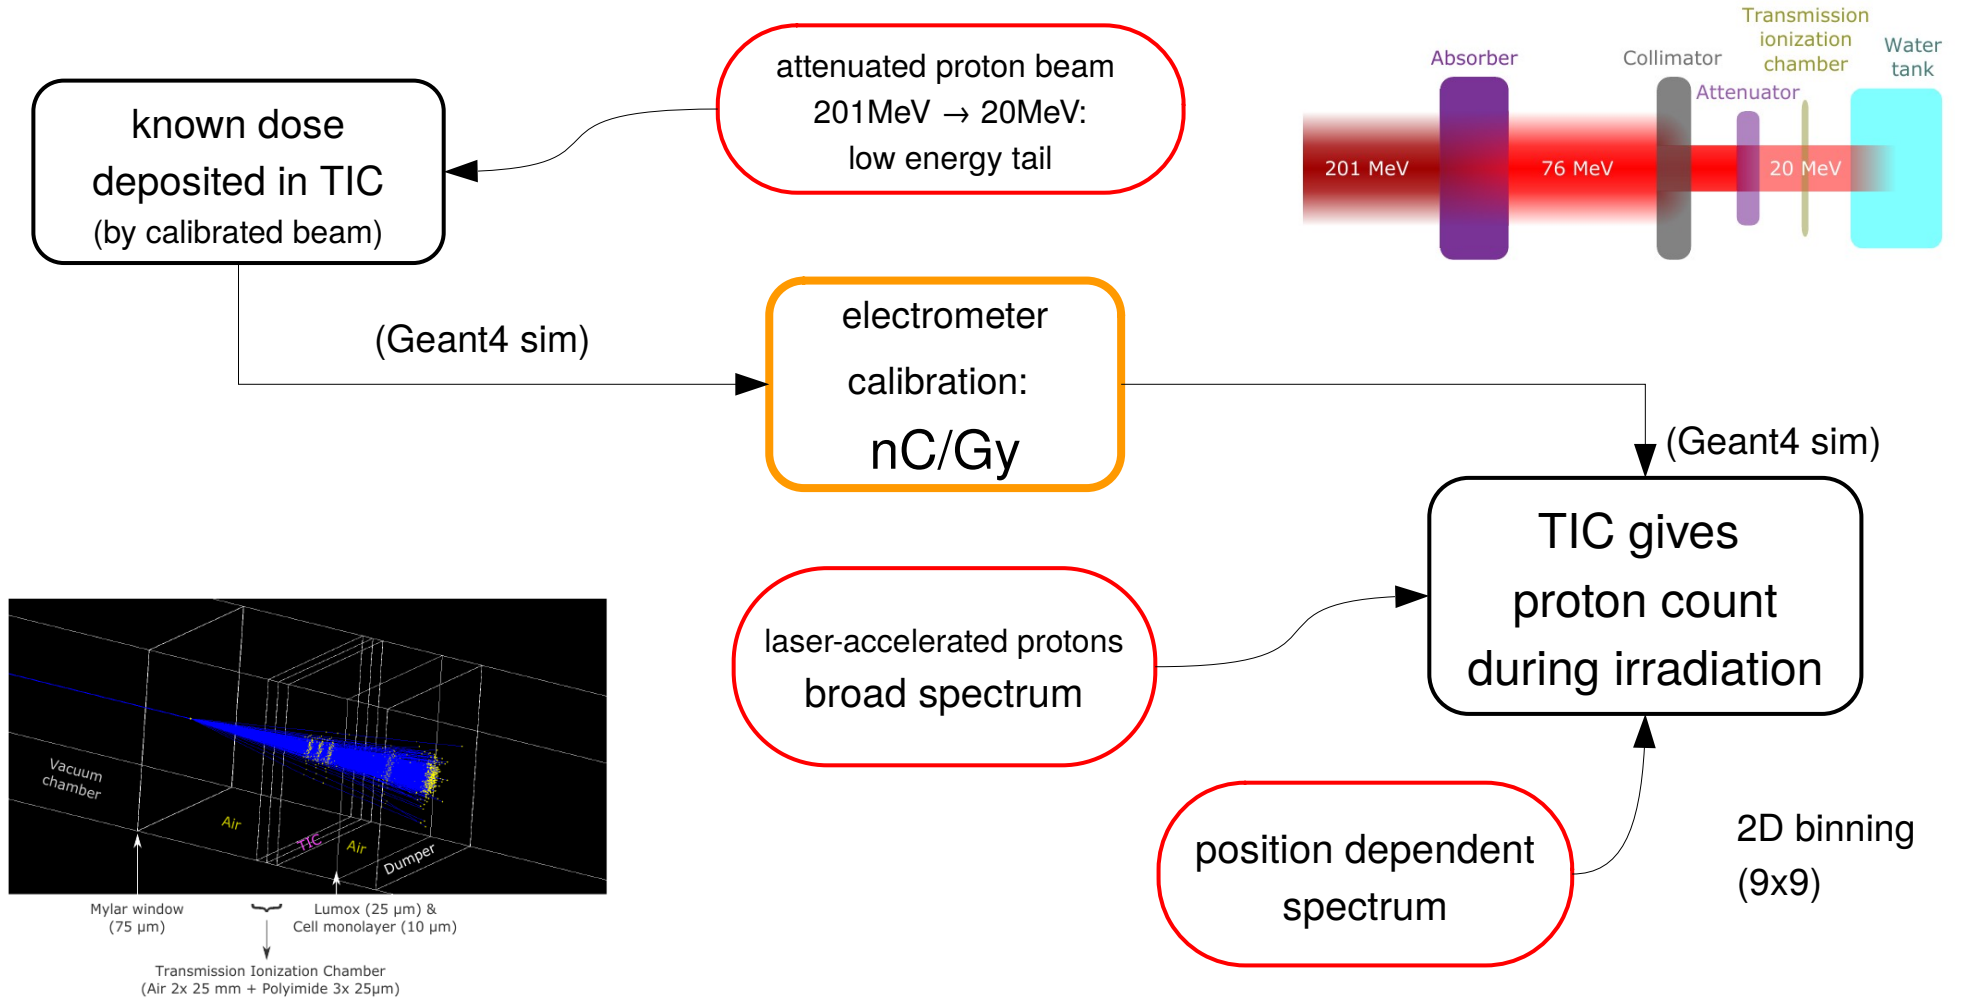 known dose
deposited in TIC
(by calibrated beam)
attenuated proton beam
201MeV → 20MeV:
low energy tail
Absorber
Collimator
Transmission
ionization
chamber
Attenuator
Water
tank
201 MeV
76 MeV
20 MeV
(Geant4 sim)
electrometer
calibration:
nC/Gy
(Geant4 sim)
TIC gives
proton count
during irradiation
laser-accelerated protons
broad spectrum
position dependent
spectrum
2D binning
(9x9)
Vacuum
chamber
Air
TIC
Air
Dumper
Mylar window
(75 µm)
Lumox (25 µm) &
Cell monolayer (10 µm)
Transmission Ionization Chamber
(Air 2x 25 mm + Polyimide 3x 25µm)